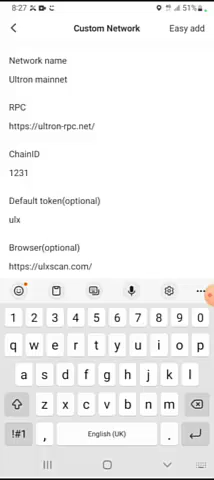 8:27
51%
Custom Network
Easy add
Network name
Ultron mainnet
RPC
https://ultron-rpc.net/
ChainID
1231
Default token(optional)
ulx
Browser(optional)
https://ulxscan.com/
1 2 3 4 5 6 7 8 9 0
q w e r t y u i o p
a s d f g h j k l
z x c v b n m
!#1 , English (UK) .